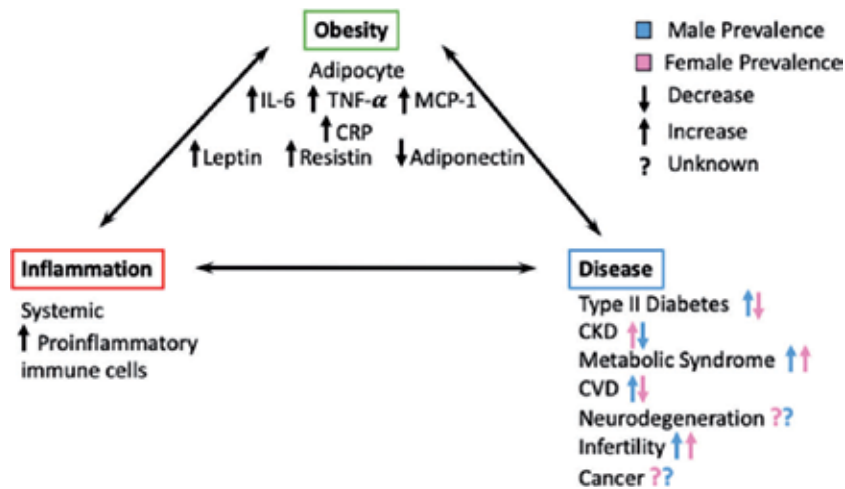 Obesity
Adipocyte
↑IL-6 ↑ TNF-α ↑ MCP-1
↑CRP
↑Leptin ↑Resistin ↓Adiponectin
Male Prevalence
Female Prevalence
↓ Decrease
↑ Increase
? Unknown
Inflammation
Systemic
↑ Proinflammatory
immune cells
Disease
Type II Diabetes ↑↓
CKD ↑↓
Metabolic Syndrome ↑↑
CVD ↑↓
Neurodegeneration ??
Infertility ↑↑
Cancer ??